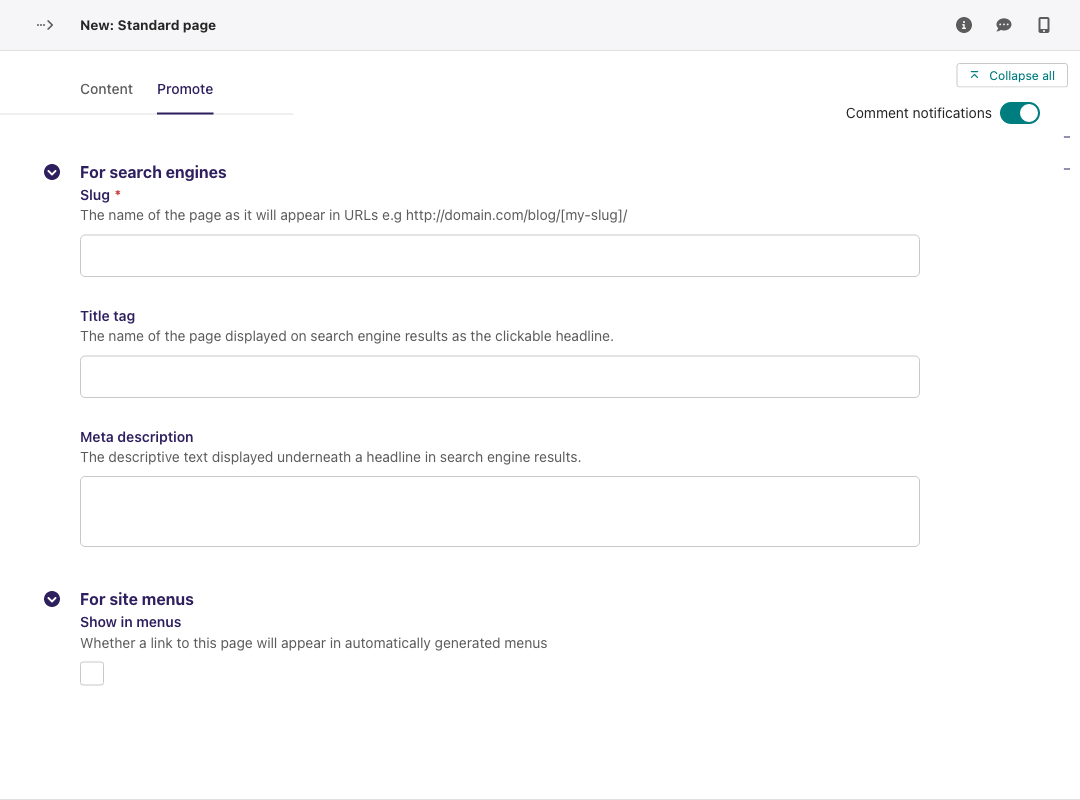 New: Standard page
Collapse all
Content Promote
Comment notifications
For search engines
Slug *
The name of the page as it will appear in URLs e.g http://domain.com/blog/[my-slug]/
Title tag
The name of the page displayed on search engine results as the clickable headline.
Meta description
The descriptive text displayed underneath a headline in search engine results.
For site menus
Show in menus
Whether a link to this page will appear in automatically generated menus